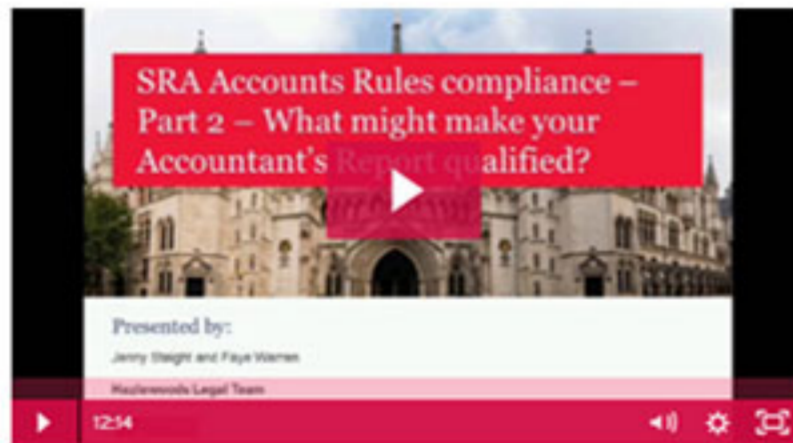 SRA Accounts Rules compliance –
Part 2 – What might make your
Accountant's Report qualified?
Presented by:
Jenny Staight and Faye Warren
Hazlewoods Legal Team
12:14